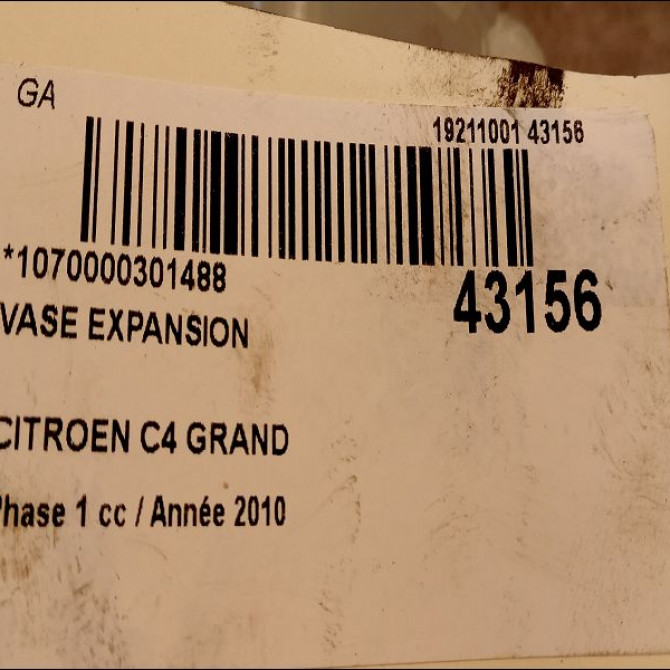 GA
19211001 43156
*1070000301488
43156
VASE EXPANSION
CITROEN C4 GRAND
Phase 1 cc / Année 2010